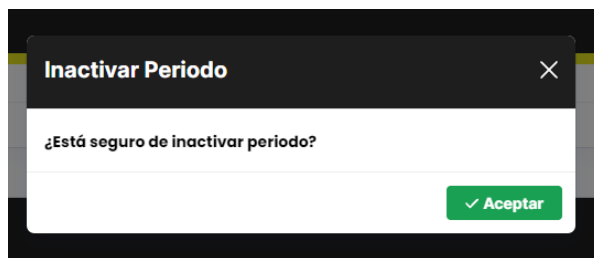 Inactivar Periodo
¿Está seguro de inactivar periodo?
Aceptar